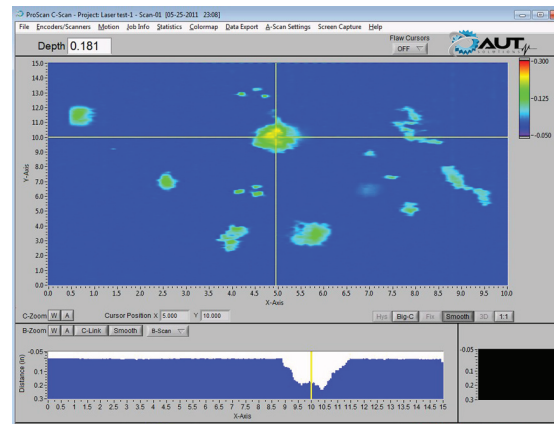 ProScan C-Scan - Project: Laser test-1 - Scan-01 [05-25-2011 23:08]
File Encoders/Scanners Motion Job Info Statistics Colormap Data Export A-Scan Settings Screen Capture Help
Depth 0.181
Flaw Cursors
OFF
AUT
SOLUTIONS
15.0
14.0
13.0
12.0
11.0
10.0
9.0
8.0
7.0
6.0
5.0
4.0
3.0
2.0
1.0
0.0
Y-Axis
0.300
0.125
-0.050
0.0 0.5 1.0 1.5 2.0 2.5 3.0 3.5 4.0 4.5 5.0 5.5 6.0 6.5 7.0 7.5 8.0 8.5 9.0 9.5 10.0
X-Axis
C-Zoom W A Cursor Position X 5.000 Y 10.000 Hys Big-C Fix Smooth 3D 1:1
B-Zoom W A C-Link Smooth B-Scan
Distance (in)
-0.05
0.1
0.2
0.3
0 0.5 1 1.5 2 2.5 3 3.5 4 4.5 5 5.5 6 6.5 7 7.5 8 8.5 9 9.5 10 10.5 11 11.5 12 12.5 13 13.5 14 14.5 15
X-Axis
-0.05
0.1
0.2
0.3